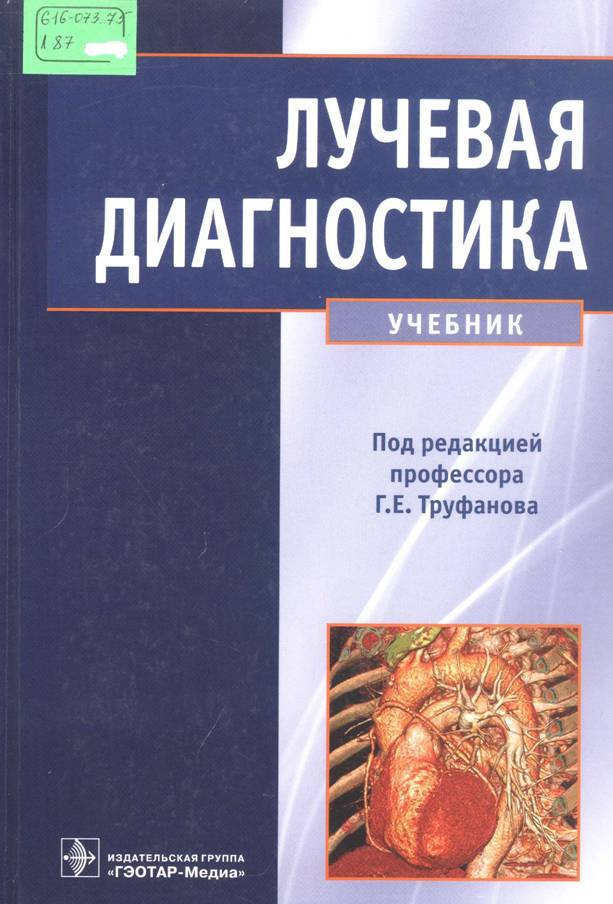 616-073.75
Л 87
ЛУЧЕВАЯ
ДИАГНОСТИКА
УЧЕБНИК
Под редакцией
профессора
Г.Е. Труфанова
ИЗДАТЕЛЬСКАЯ ГРУППА
«ГЭОТАР-Медиа»